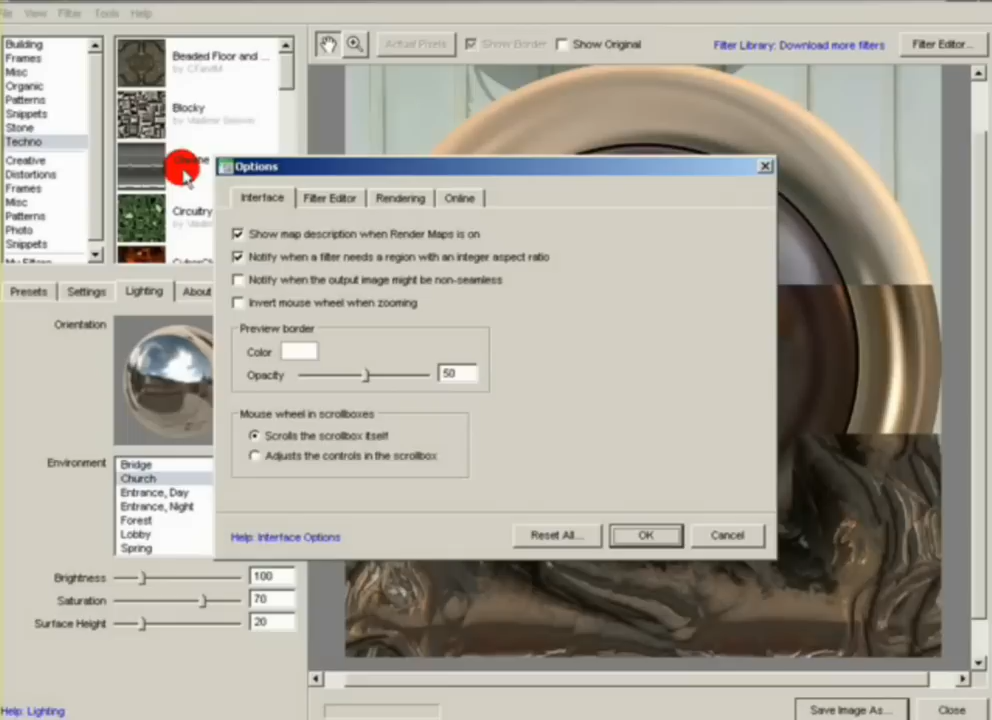 File View Filter Tools Help
Building
Frames
Misc
Organic
Patterns
Snippets
Stone
Techno
Creative
Distortions
Frames
Misc
Patterns
Photo
Snippets
Beaded Floor and ...
Blocky
Circuitry
Actual Pixels
Show Border
Show Original
Filter Library: Download more filters
Filter Editor...
Options
Interface
Filter Editor
Rendering
Online
Show map description when Render Maps is on
Notify when a filter needs a region with an integer aspect ratio
Notify when the output image might be non-seamless
Invert mouse wheel when zooming
Preview border
Color
Opacity
50
Mouse wheel in scrollboxes
Scrolls the scrollbox itself
Adjusts the controls in the scrollbox
Help: Interface Options
Reset All...
OK
Cancel
Presets
Settings
Lighting
About
Orientation
Environment
Bridge
Church
Entrance, Day
Entrance, Night
Forest
Lobby
Spring
Brightness
100
Saturation
70
Surface Height
20
Help: Lighting
Save Image As...
Close